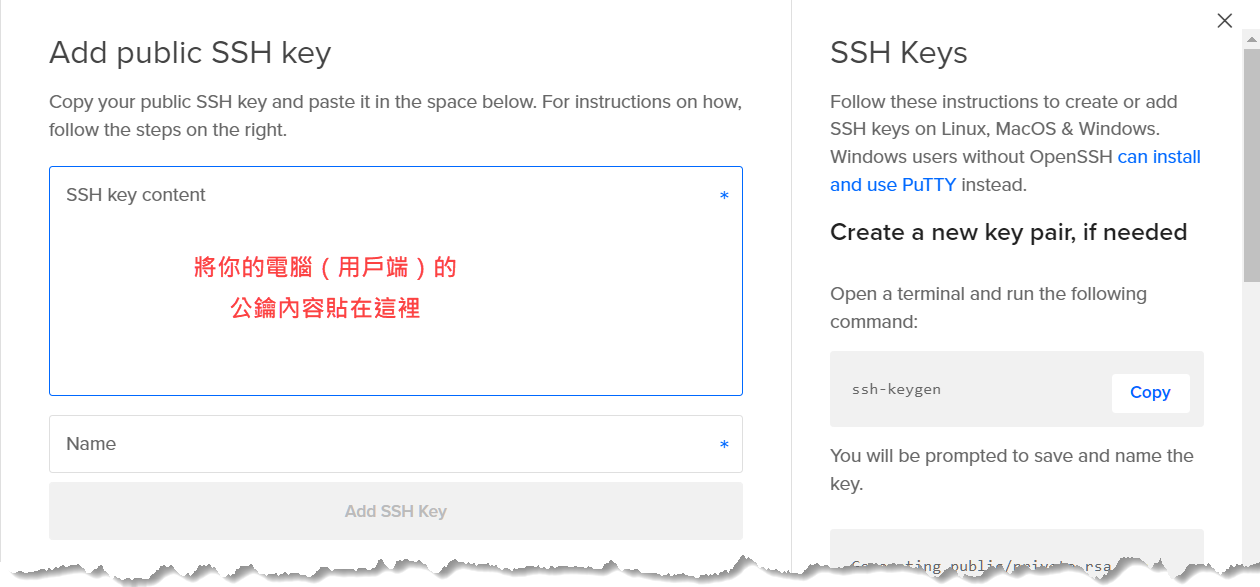 Add public SSH key
Copy your public SSH key and paste it in the space below. For instructions on how,
follow the steps on the right.
SSH key content *
將你的電腦（用戶端）的
公鑰內容貼在這裡
Name *
Add SSH Key
SSH Keys
Follow these instructions to create or add
SSH keys on Linux, MacOS & Windows.
Windows users without OpenSSH can install
and use PuTTY instead.
Create a new key pair, if needed
Open a terminal and run the following
command:
ssh-keygen
Copy
You will be prompted to save and name the
key.
Generating public/private rsa